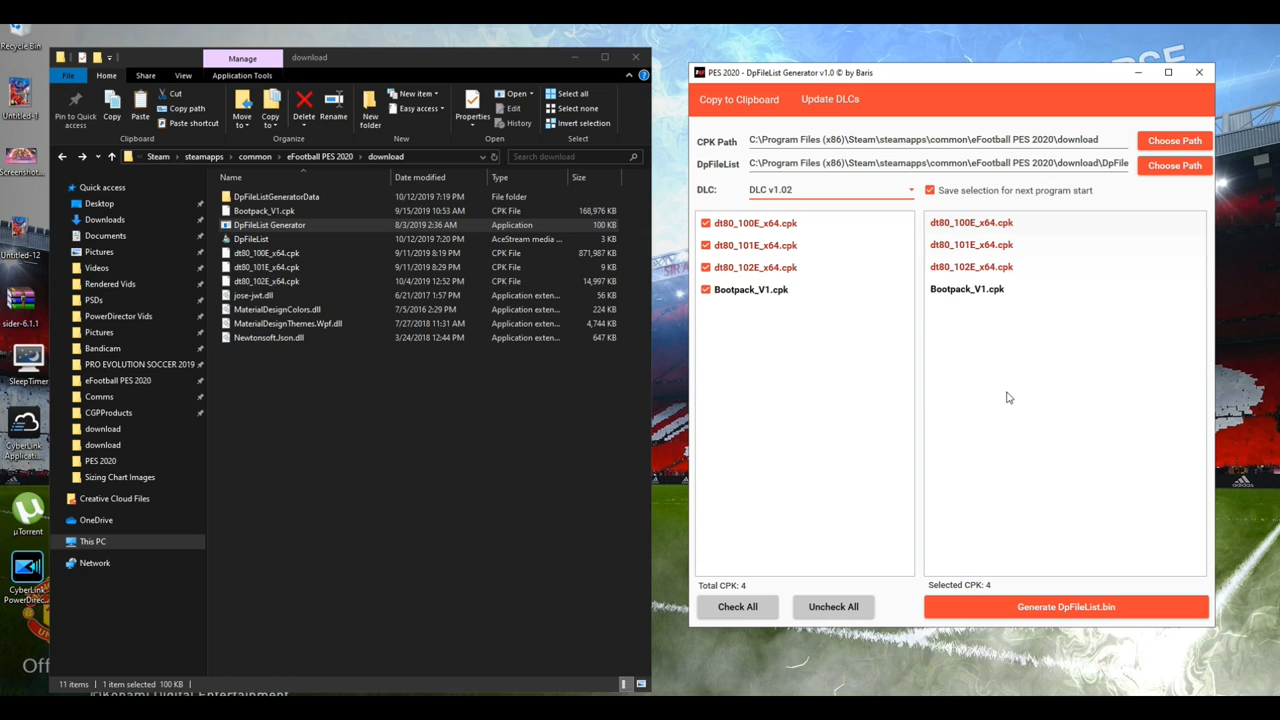 Recycle Bin
Untitled-1
Screenshot...
Untitled-12
sider-6.1.1
SleepTimer
CyberLink
Applicati...
µTorrent
CyberLink
PowerDirec...
Manage
download
File
Home
Share
View
Application Tools
Pin to Quick
access
Copy
Paste
Cut
Copy path
Paste shortcut
Clipboard
Move
to
Copy
to
Delete
Rename
Organize
New
folder
New item
Easy access
New
Properties
Open
Edit
History
Open
Select all
Select none
Invert selection
Select
Steam
steamapps
common
eFootball PES 2020
download
Search download
Quick access
Desktop
Downloads
Documents
Pictures
Videos
Rendered Vids
PSDs
PowerDirector Vids
Pictures
Bandicam
PRO EVOLUTION SOCCER 2019
eFootball PES 2020
Comms
CGPProducts
download
download
PES 2020
Sizing Chart Images
Creative Cloud Files
OneDrive
This PC
Network
Name Date modified Type Size
DpFileListGeneratorData 10/12/2019 7:19 PM File folder
Bootpack_V1.cpk 9/15/2019 10:53 AM CPK File 168,976 KB
DpFileList Generator 8/3/2019 2:36 AM Application 100 KB
DpFileList 10/12/2019 7:20 PM AceStream media ... 3 KB
dt80_100E_x64.cpk 9/11/2019 8:19 PM CPK File 871,987 KB
dt80_101E_x64.cpk 9/11/2019 8:29 PM CPK File 9 KB
dt80_102E_x64.cpk 10/4/2019 12:52 PM CPK File 14,997 KB
jose-jwt.dll 6/21/2017 1:57 PM Application exten... 56 KB
MaterialDesignColors.dll 7/5/2016 2:29 PM Application exten... 224 KB
MaterialDesignThemes.Wpf.dll 7/27/2018 11:31 AM Application exten... 4,744 KB
Newtonsoft.Json.dll 3/24/2018 12:44 PM Application exten... 647 KB
11 items
1 item selected 100 KB
Off
©Konami Digital Entertainment
PES 2020 - DpFileList Generator v1.0 © by Baris
Copy to Clipboard
Update DLCs
CPK Path C:\Program Files (x86)\Steam\steamapps\common\eFootball PES 2020\download Choose Path
DpFileList C:\Program Files (x86)\Steam\steamapps\common\eFootball PES 2020\download\DpFile Choose Path
DLC: DLC v1.02 Save selection for next program start
dt80_100E_x64.cpk
dt80_101E_x64.cpk
dt80_102E_x64.cpk
Bootpack_V1.cpk
dt80_100E_x64.cpk
dt80_101E_x64.cpk
dt80_102E_x64.cpk
Bootpack_V1.cpk
Total CPK: 4
Selected CPK: 4
Check All
Uncheck All
Generate DpFileList.bin
adidas